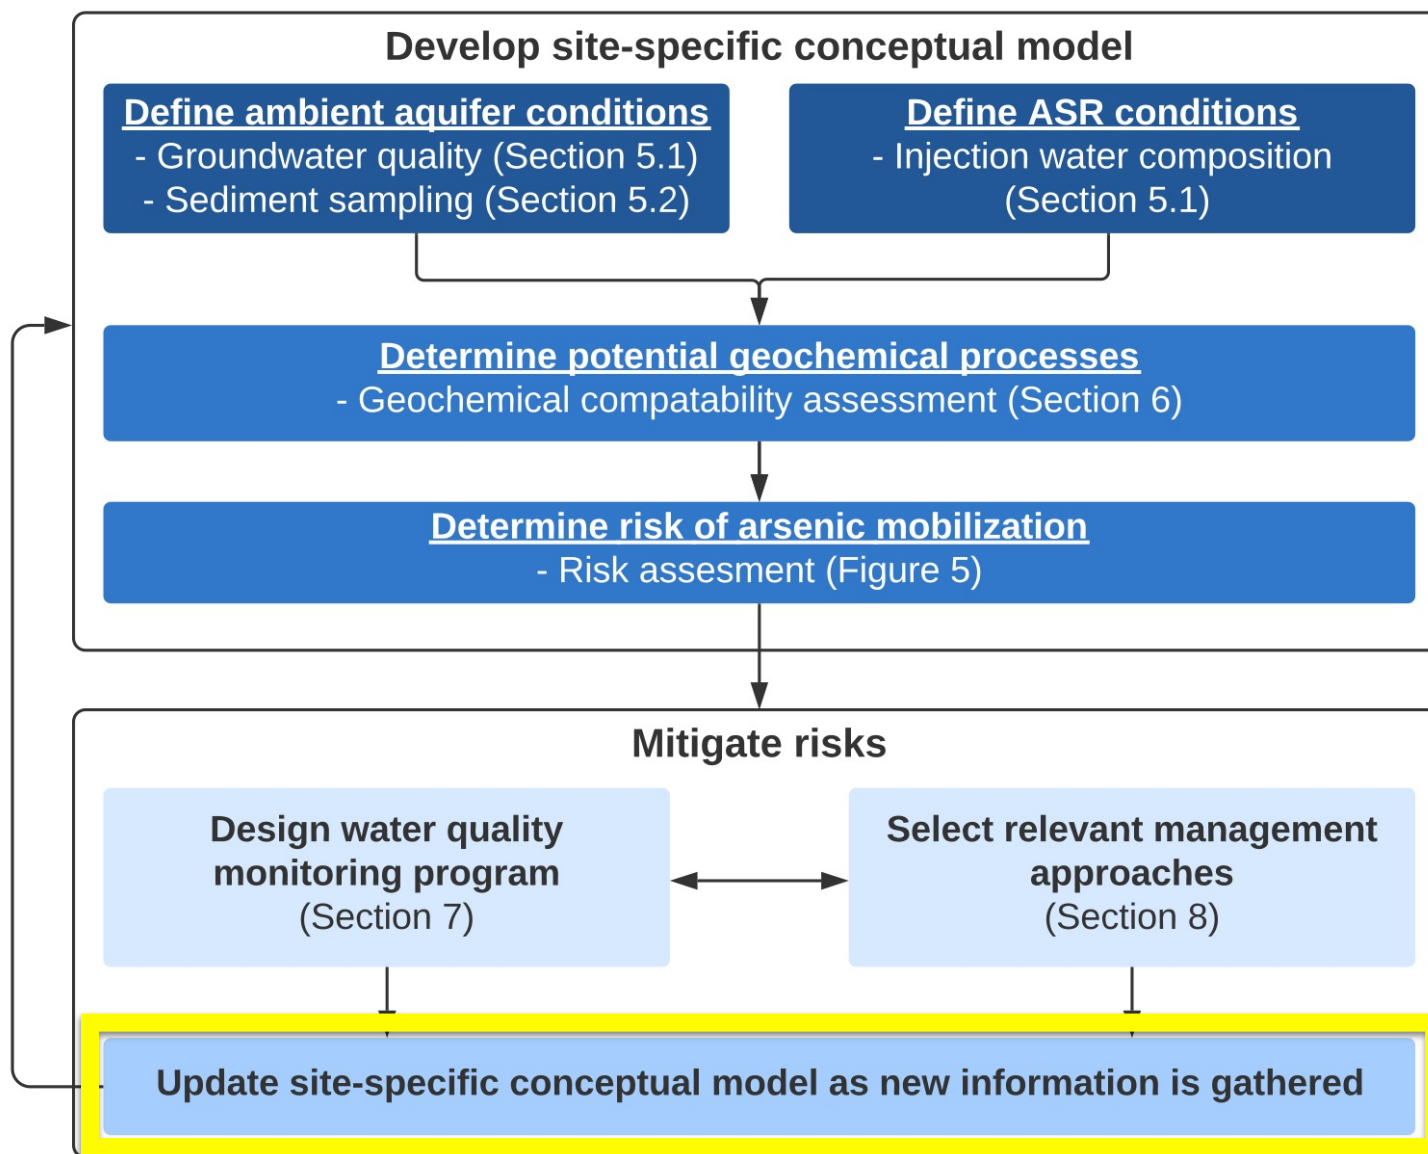 Develop site-specific conceptual model
Define ambient aquifer conditions
- Groundwater quality (Section 5.1)
- Sediment sampling (Section 5.2)
Define ASR conditions
- Injection water composition
(Section 5.1)
Determine potential geochemical processes
- Geochemical compatability assessment (Section 6)
Determine risk of arsenic mobilization
- Risk assesment (Figure 5)
Mitigate risks
Design water quality
monitoring program
(Section 7)
Select relevant management
approaches
(Section 8)
Update site-specific conceptual model as new information is gathered